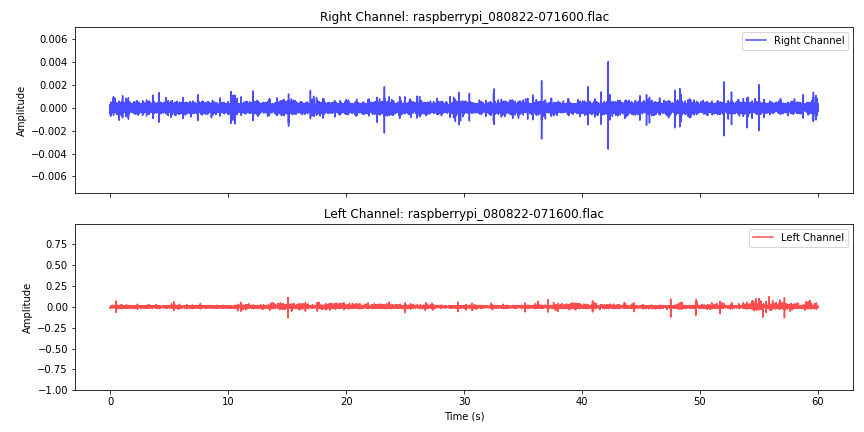 Right Channel: raspberrypi_080822-071600.flac
Right Channel
Amplitude
0.006
0.004
0.002
0.000
−0.002
−0.004
−0.006
Left Channel: raspberrypi_080822-071600.flac
Left Channel
Amplitude
0.75
0.50
0.25
0.00
−0.25
−0.50
−0.75
−1.00
0 10 20 30 40 50 60
Time (s)